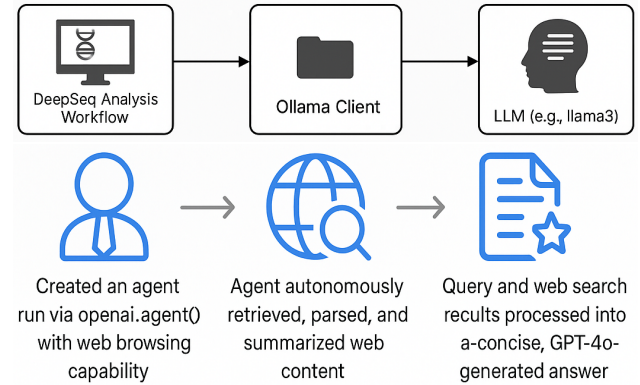 DeepSeq Analysis
Workflow
Ollama Client
LLM (e.g., llama3)
Created an agent
run via openai.agent()
with web browsing
capability
Agent autonomously
retrieved, parsed, and
summarized web
content
Query and web search
recults processed into
a-concise, GPT-4o-
generated answer